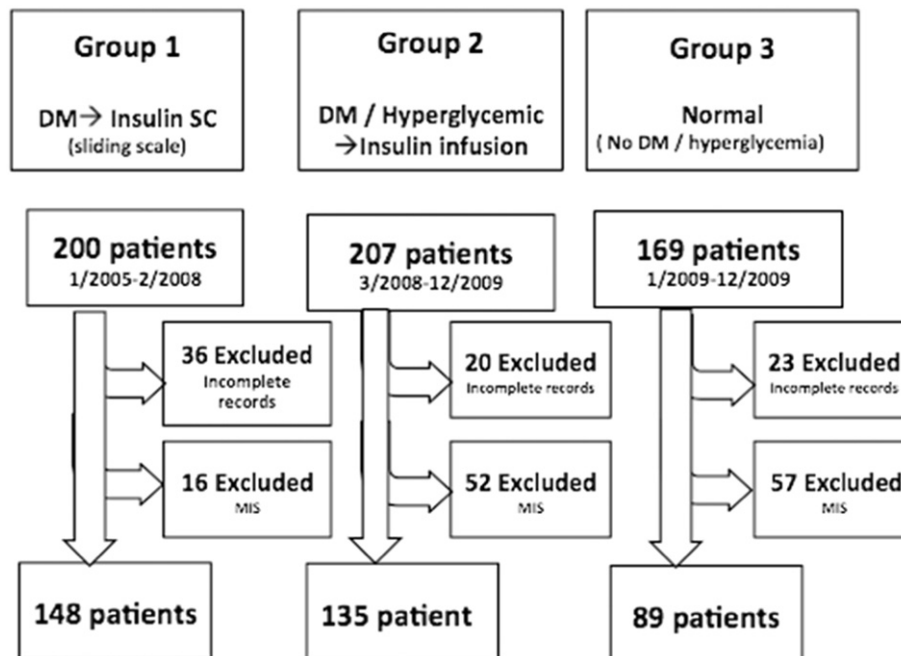 Group 1
DM→ Insulin SC
(sliding scale)
Group 2
DM / Hyperglycemic
→Insulin infusion
Group 3
Normal
( No DM / hyperglycemia)
200 patients
1/2005-2/2008
207 patients
3/2008-12/2009
169 patients
1/2009-12/2009
36 Excluded
Incomplete
records
20 Excluded
Incomplete records
23 Excluded
Incomplete records
16 Excluded
MIS
52 Excluded
MIS
57 Excluded
MIS
148 patients
135 patient
89 patients